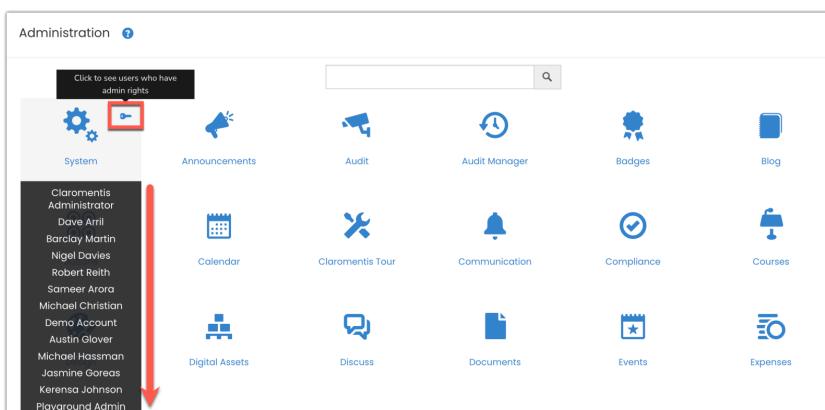 Administration ?
Click to see users who have
admin rights
System
Announcements
Audit
Audit Manager
Badges
Blog
Claromentis
Administrator
Dave Arril
Barclay Martin
Nigel Davies
Robert Reith
Sameer Arora
Michael Christian
Demo Account
Austin Glover
Michael Hassman
Jasmine Goreas
Kerensa Johnson
Playground Admin
Calendar
Claromentis Tour
Communication
Compliance
Courses
Digital Assets
Discuss
Documents
Events
Expenses